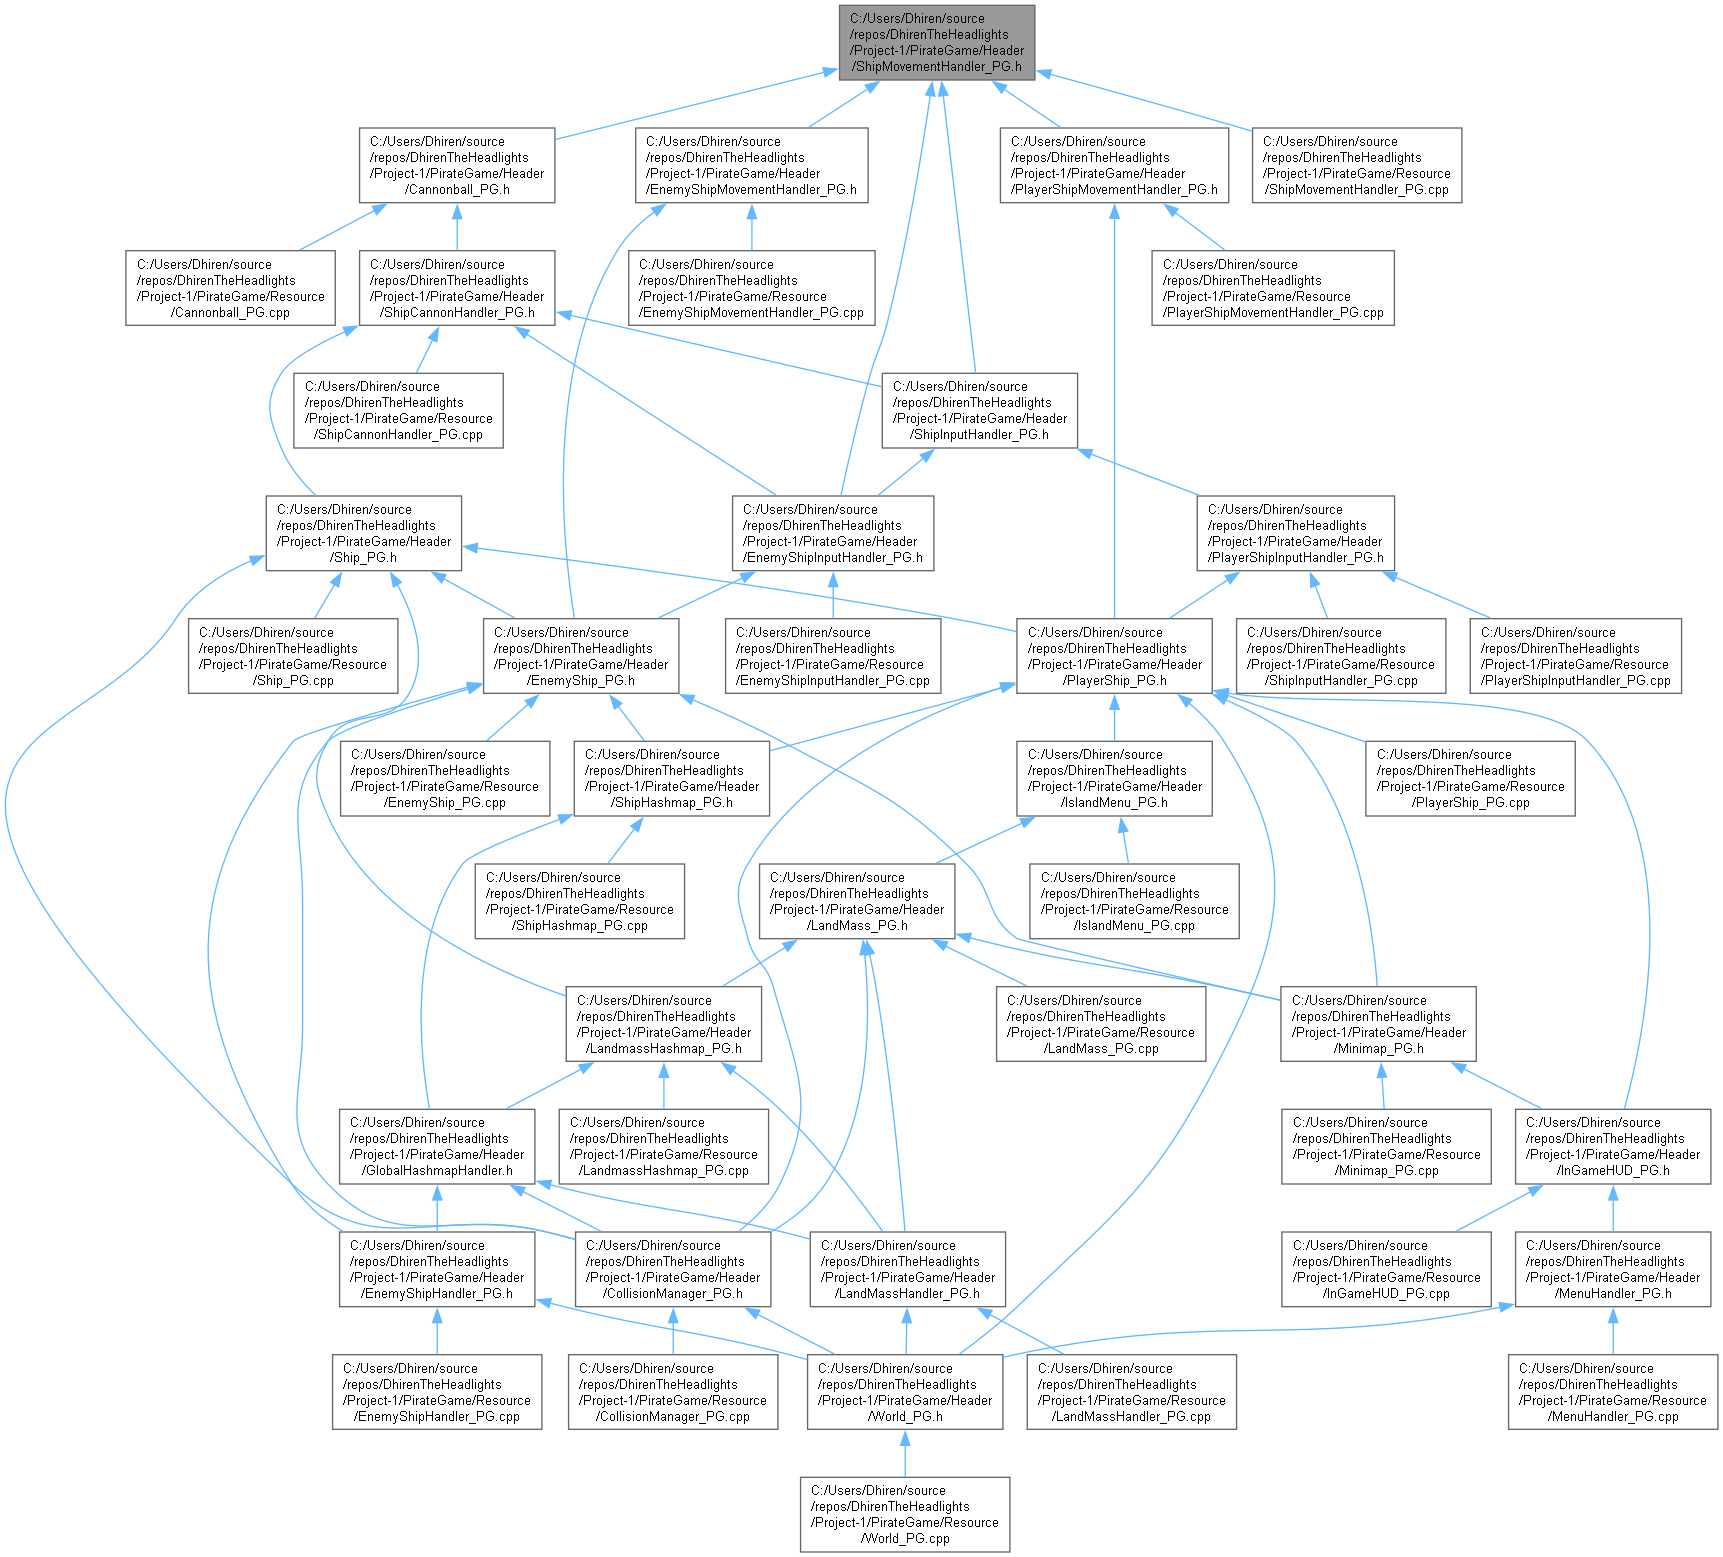 C:/Users/Dhiren/source
/repos/DhirenTheHeadlights
/Project-1/PirateGame/Header
/ShipMovementHandler_PG.h
C:/Users/Dhiren/source
/repos/DhirenTheHeadlights
/Project-1/PirateGame/Header
/Cannonball_PG.h
C:/Users/Dhiren/source
/repos/DhirenTheHeadlights
/Project-1/PirateGame/Header
/EnemyShipMovementHandler_PG.h
C:/Users/Dhiren/source
/repos/DhirenTheHeadlights
/Project-1/PirateGame/Header
/PlayerShipMovementHandler_PG.h
C:/Users/Dhiren/source
/repos/DhirenTheHeadlights
/Project-1/PirateGame/Resource
/ShipMovementHandler_PG.cpp
C:/Users/Dhiren/source
/repos/DhirenTheHeadlights
/Project-1/PirateGame/Resource
/Cannonball_PG.cpp
C:/Users/Dhiren/source
/repos/DhirenTheHeadlights
/Project-1/PirateGame/Header
/ShipCannonHandler_PG.h
C:/Users/Dhiren/source
/repos/DhirenTheHeadlights
/Project-1/PirateGame/Resource
/EnemyShipMovementHandler_PG.cpp
C:/Users/Dhiren/source
/repos/DhirenTheHeadlights
/Project-1/PirateGame/Resource
/PlayerShipMovementHandler_PG.cpp
C:/Users/Dhiren/source
/repos/DhirenTheHeadlights
/Project-1/PirateGame/Resource
/ShipCannonHandler_PG.cpp
C:/Users/Dhiren/source
/repos/DhirenTheHeadlights
/Project-1/PirateGame/Header
/ShipInputHandler_PG.h
C:/Users/Dhiren/source
/repos/DhirenTheHeadlights
/Project-1/PirateGame/Header
/Ship_PG.h
C:/Users/Dhiren/source
/repos/DhirenTheHeadlights
/Project-1/PirateGame/Header
/EnemyShipInputHandler_PG.h
C:/Users/Dhiren/source
/repos/DhirenTheHeadlights
/Project-1/PirateGame/Header
/PlayerShipInputHandler_PG.h
C:/Users/Dhiren/source
/repos/DhirenTheHeadlights
/Project-1/PirateGame/Resource
/Ship_PG.cpp
C:/Users/Dhiren/source
/repos/DhirenTheHeadlights
/Project-1/PirateGame/Header
/EnemyShip_PG.h
C:/Users/Dhiren/source
/repos/DhirenTheHeadlights
/Project-1/PirateGame/Resource
/EnemyShipInputHandler_PG.cpp
C:/Users/Dhiren/source
/repos/DhirenTheHeadlights
/Project-1/PirateGame/Header
/PlayerShip_PG.h
C:/Users/Dhiren/source
/repos/DhirenTheHeadlights
/Project-1/PirateGame/Resource
/ShipInputHandler_PG.cpp
C:/Users/Dhiren/source
/repos/DhirenTheHeadlights
/Project-1/PirateGame/Resource
/PlayerShipInputHandler_PG.cpp
C:/Users/Dhiren/source
/repos/DhirenTheHeadlights
/Project-1/PirateGame/Resource
/EnemyShip_PG.cpp
C:/Users/Dhiren/source
/repos/DhirenTheHeadlights
/Project-1/PirateGame/Header
/ShipHashmap_PG.h
C:/Users/Dhiren/source
/repos/DhirenTheHeadlights
/Project-1/PirateGame/Header
/IslandMenu_PG.h
C:/Users/Dhiren/source
/repos/DhirenTheHeadlights
/Project-1/PirateGame/Resource
/PlayerShip_PG.cpp
C:/Users/Dhiren/source
/repos/DhirenTheHeadlights
/Project-1/PirateGame/Resource
/ShipHashmap_PG.cpp
C:/Users/Dhiren/source
/repos/DhirenTheHeadlights
/Project-1/PirateGame/Header
/LandMass_PG.h
C:/Users/Dhiren/source
/repos/DhirenTheHeadlights
/Project-1/PirateGame/Resource
/IslandMenu_PG.cpp
C:/Users/Dhiren/source
/repos/DhirenTheHeadlights
/Project-1/PirateGame/Header
/LandmassHashmap_PG.h
C:/Users/Dhiren/source
/repos/DhirenTheHeadlights
/Project-1/PirateGame/Resource
/LandMass_PG.cpp
C:/Users/Dhiren/source
/repos/DhirenTheHeadlights
/Project-1/PirateGame/Header
/Minimap_PG.h
C:/Users/Dhiren/source
/repos/DhirenTheHeadlights
/Project-1/PirateGame/Header
/GlobalHashmapHandler.h
C:/Users/Dhiren/source
/repos/DhirenTheHeadlights
/Project-1/PirateGame/Resource
/LandmassHashmap_PG.cpp
C:/Users/Dhiren/source
/repos/DhirenTheHeadlights
/Project-1/PirateGame/Resource
/Minimap_PG.cpp
C:/Users/Dhiren/source
/repos/DhirenTheHeadlights
/Project-1/PirateGame/Header
/InGameHUD_PG.h
C:/Users/Dhiren/source
/repos/DhirenTheHeadlights
/Project-1/PirateGame/Header
/EnemyShipHandler_PG.h
C:/Users/Dhiren/source
/repos/DhirenTheHeadlights
/Project-1/PirateGame/Header
/CollisionManager_PG.h
C:/Users/Dhiren/source
/repos/DhirenTheHeadlights
/Project-1/PirateGame/Header
/LandMassHandler_PG.h
C:/Users/Dhiren/source
/repos/DhirenTheHeadlights
/Project-1/PirateGame/Resource
/InGameHUD_PG.cpp
C:/Users/Dhiren/source
/repos/DhirenTheHeadlights
/Project-1/PirateGame/Header
/MenuHandler_PG.h
C:/Users/Dhiren/source
/repos/DhirenTheHeadlights
/Project-1/PirateGame/Resource
/EnemyShipHandler_PG.cpp
C:/Users/Dhiren/source
/repos/DhirenTheHeadlights
/Project-1/PirateGame/Resource
/CollisionManager_PG.cpp
C:/Users/Dhiren/source
/repos/DhirenTheHeadlights
/Project-1/PirateGame/Header
/World_PG.h
C:/Users/Dhiren/source
/repos/DhirenTheHeadlights
/Project-1/PirateGame/Resource
/LandMassHandler_PG.cpp
C:/Users/Dhiren/source
/repos/DhirenTheHeadlights
/Project-1/PirateGame/Resource
/MenuHandler_PG.cpp
C:/Users/Dhiren/source
/repos/DhirenTheHeadlights
/Project-1/PirateGame/Resource
/World_PG.cpp